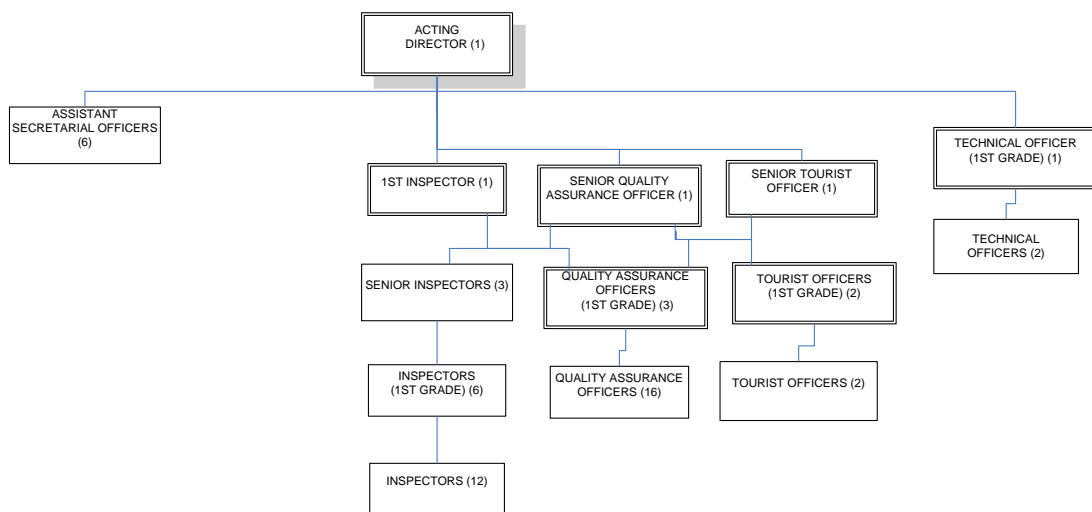 ACTING
DIRECTOR (1)
ASSISTANT
SECRETARIAL OFFICERS
(6)
TECHNICAL OFFICER
(1ST GRADE) (1)
1ST INSPECTOR (1)
SENIOR QUALITY
ASSURANCE OFFICER (1)
SENIOR TOURIST
OFFICER (1)
TECHNICAL
OFFICERS (2)
SENIOR INSPECTORS (3)
QUALITY ASSURANCE
OFFICERS
(1ST GRADE) (3)
TOURIST OFFICERS
(1ST GRADE) (2)
INSPECTORS
(1ST GRADE) (6)
QUALITY ASSURANCE
OFFICERS (16)
TOURIST OFFICERS (2)
INSPECTORS (12)